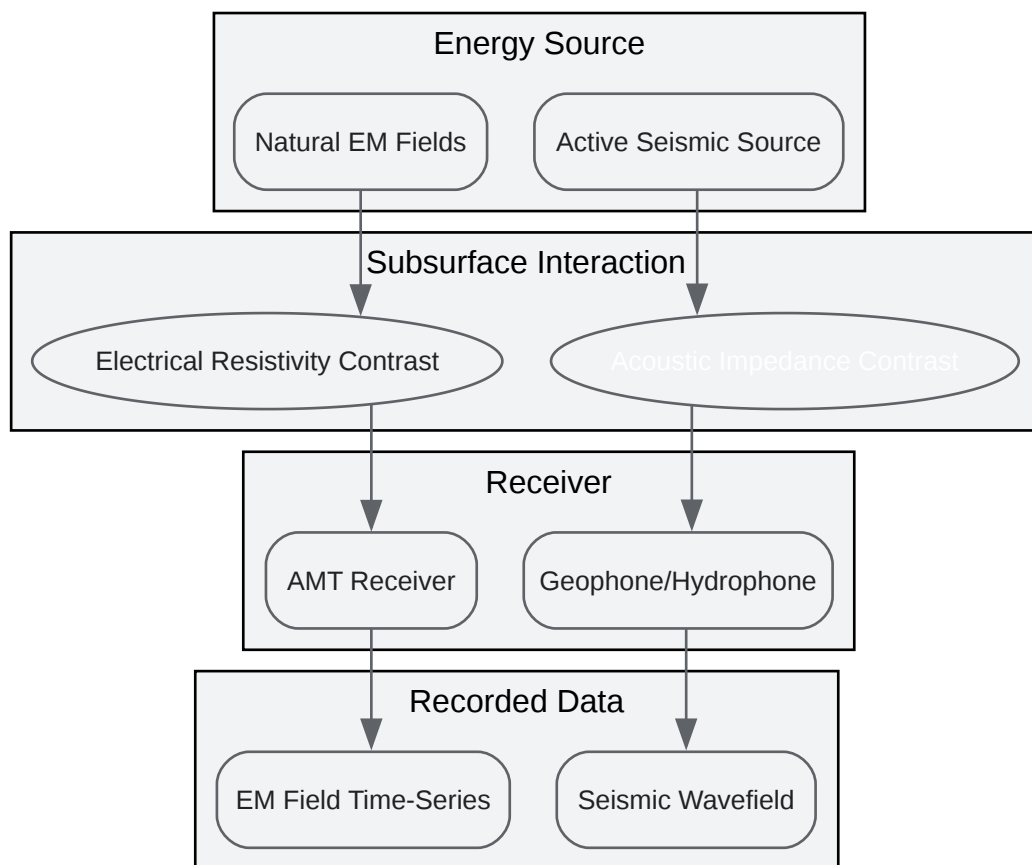 Energy Source
Natural EM Fields
Active Seismic Source
Subsurface Interaction
Electrical Resistivity Contrast
Acoustic Impedance Contrast
Receiver
AMT Receiver
Geophone/Hydrophone
Recorded Data
EM Field Time-Series
Seismic Wavefield